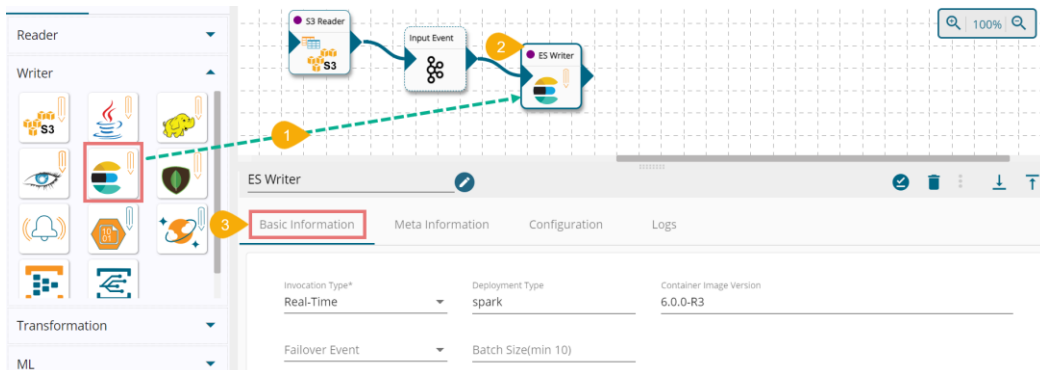 Reader
Writer
S3
1
S3 Reader
S3
Input Event
2
ES Writer
100%
ES Writer
3
Basic Information
Meta Information
Configuration
Logs
Invocation Type*
Real-Time
Deployment Type
spark
Container Image Version
6.0.0-R3
Failover Event
Batch Size(min 10)
10
01
Transformation
ML